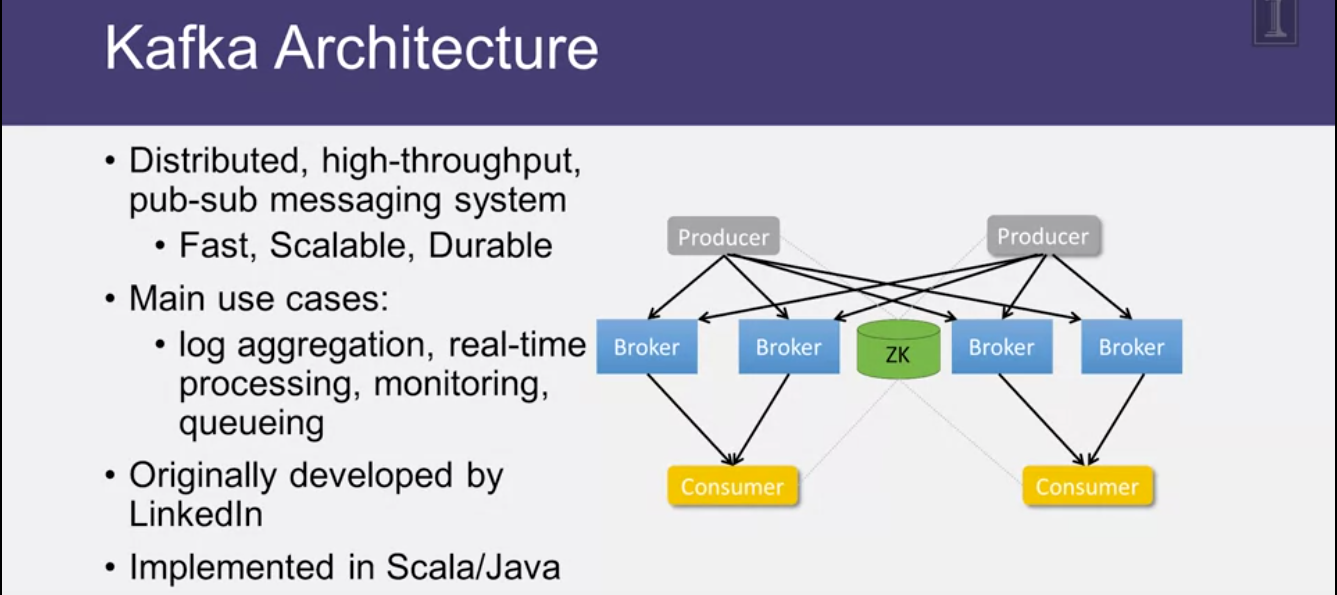 Kafka Architecture
I
• Distributed, high-throughput,
pub-sub messaging system
• Fast, Scalable, Durable
• Main use cases:
• log aggregation, real-time
processing, monitoring,
queueing
• Originally developed by
LinkedIn
• Implemented in Scala/Java
Producer
Producer
Broker
Broker
ZK
Broker
Broker
Consumer
Consumer